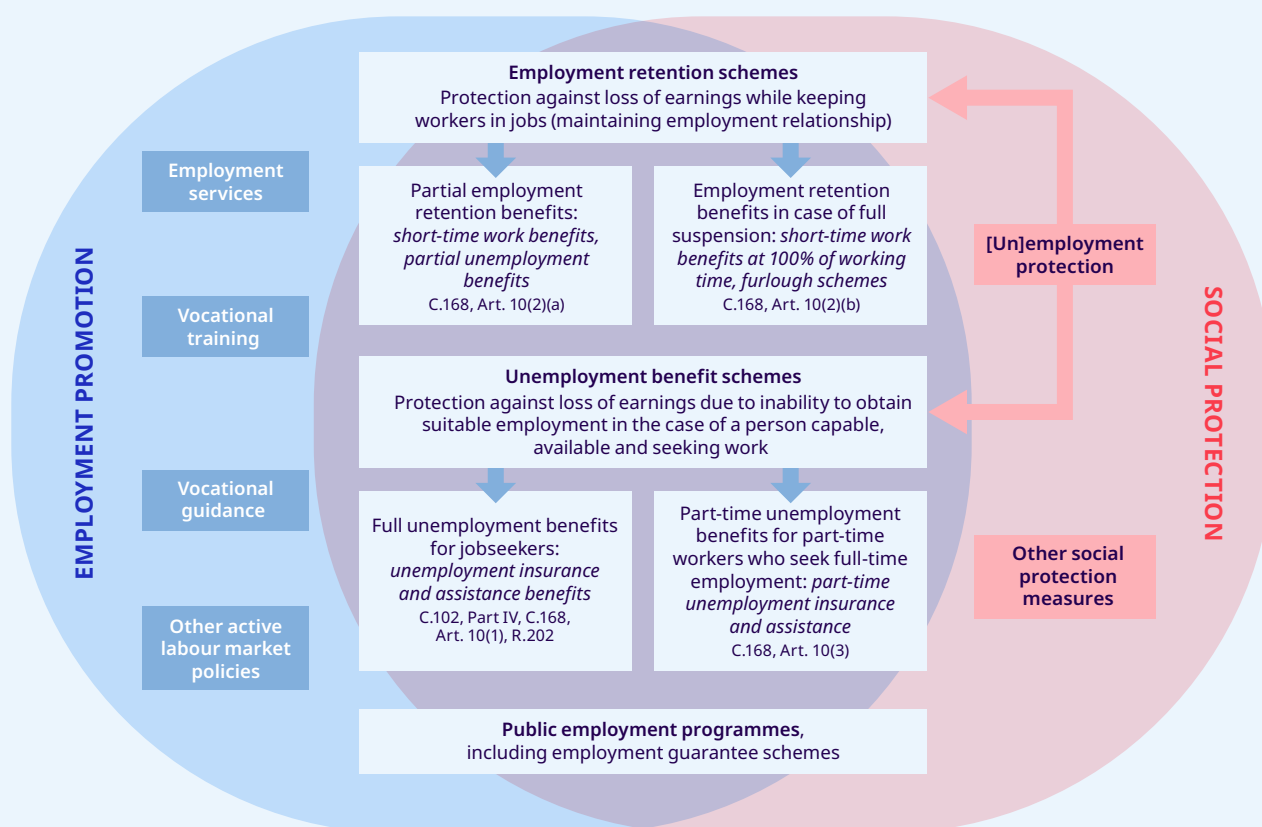 Employment retention schemes
Protection against loss of earnings while keeping
workers in jobs (maintaining employment relationship)
Employment
services
Partial employment
retention benefits:
short-time work benefits,
partial unemployment
benefits
C.168, Art. 10(2)(a)
Employment retention
benefits in case of full
suspension: short-time work
benefits at 100% of working
time, furlough schemes
C.168, Art. 10(2)(b)
[Un]employment
protection
EMPLOYMENT PROMOTION
Vocational
training
SOCIAL PROTECTION
Unemployment benefit schemes
Protection against loss of earnings due to inability to obtain
suitable employment in the case of a person capable,
available and seeking work
Vocational
guidance
Full unemployment benefits
for jobseekers:
unemployment insurance
and assistance benefits
C.102, Part IV, C.168,
Art. 10(1), R.202
Part-time unemployment
benefits for part-time
workers who seek full-time
employment: part-time
unemployment insurance
and assistance
C.168, Art. 10(3)
Other social
protection
measures
Other active
labour market
policies
Public employment programmes,
including employment guarantee schemes